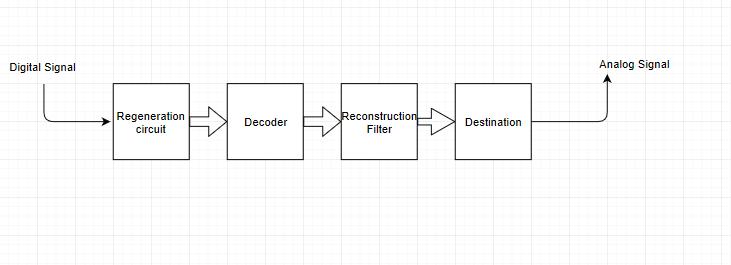 Digital Signal
Analog Signal
Regeneration
circuit
Decoder
Reconstruction
Filter
Destination